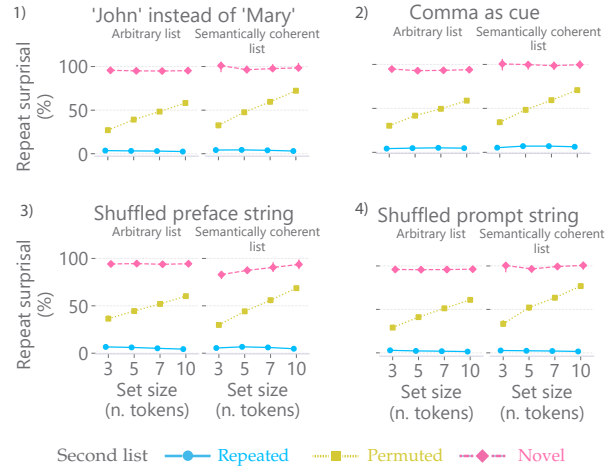 1)
'John' instead of 'Mary'
Arbitrary list
Semantically coherent
list
Repeat surprisal
(%)
100
50
0
2)
Comma as cue
Arbitrary list
Semantically coherent
list
3)
Shuffled preface string
Arbitrary list
Semantically coherent
list
Repeat surprisal
(%)
100
50
0
3 5 7 10 3 5 7 10
Set size
(n. tokens)
Set size
(n. tokens)
4)
Shuffled prompt string
Arbitrary list
Semantically coherent
list
3 5 7 10 3 5 7 10
Set size
(n. tokens)
Set size
(n. tokens)
Second list Repeated Permuted Novel